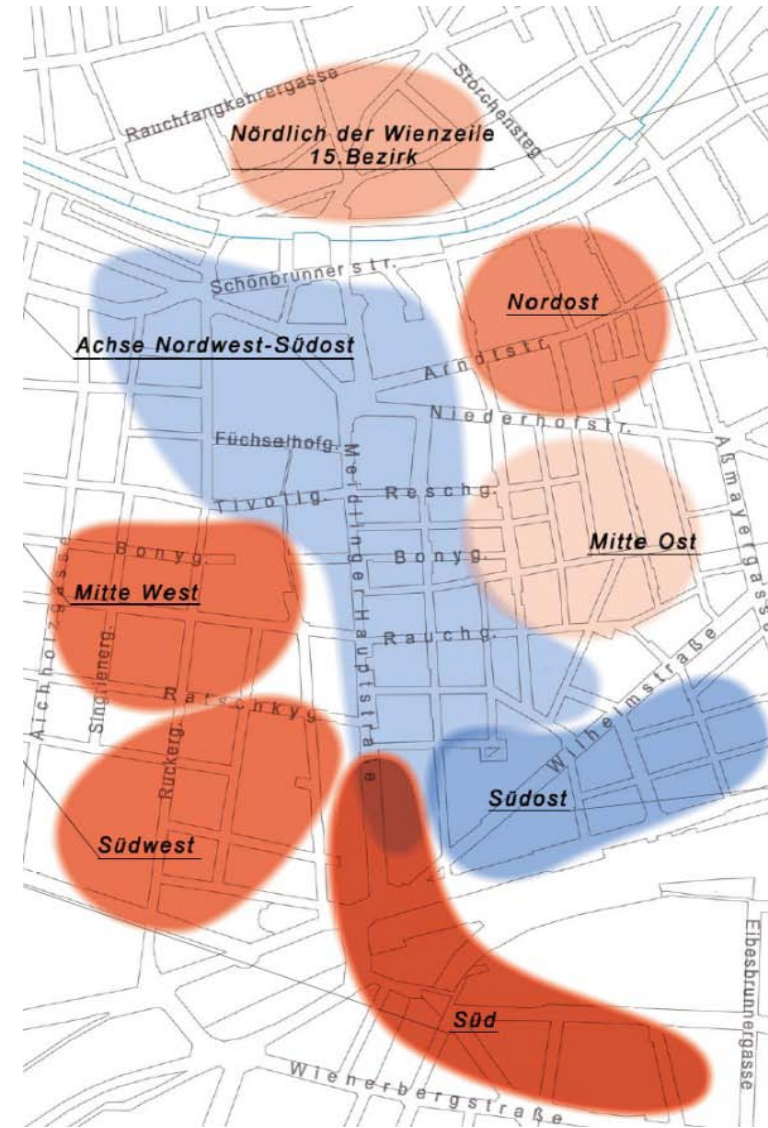 Rauchfangkehrergasse
Storchensteg
Nördlich der Wienzeile
15.Bezirk
Schönbrunner str.
Nordost
Achse Nordwest-Südost
Arndtstr.
Niederhofstr.
Füchselhofg.
Meidlinger Hauptstraße
Aßmayergasse
Tivolig.
Reschg.
Bonyg.
Bonyg.
Mitte Ost
Mitte West
Aichholzgasse
Singrienerg.
Rauchg.
Ratschkyg.
Wilhelmstraße
Ruckerg.
Südost
Südwest
Eibesbrunnergasse
Süd
Wienerbergstraße